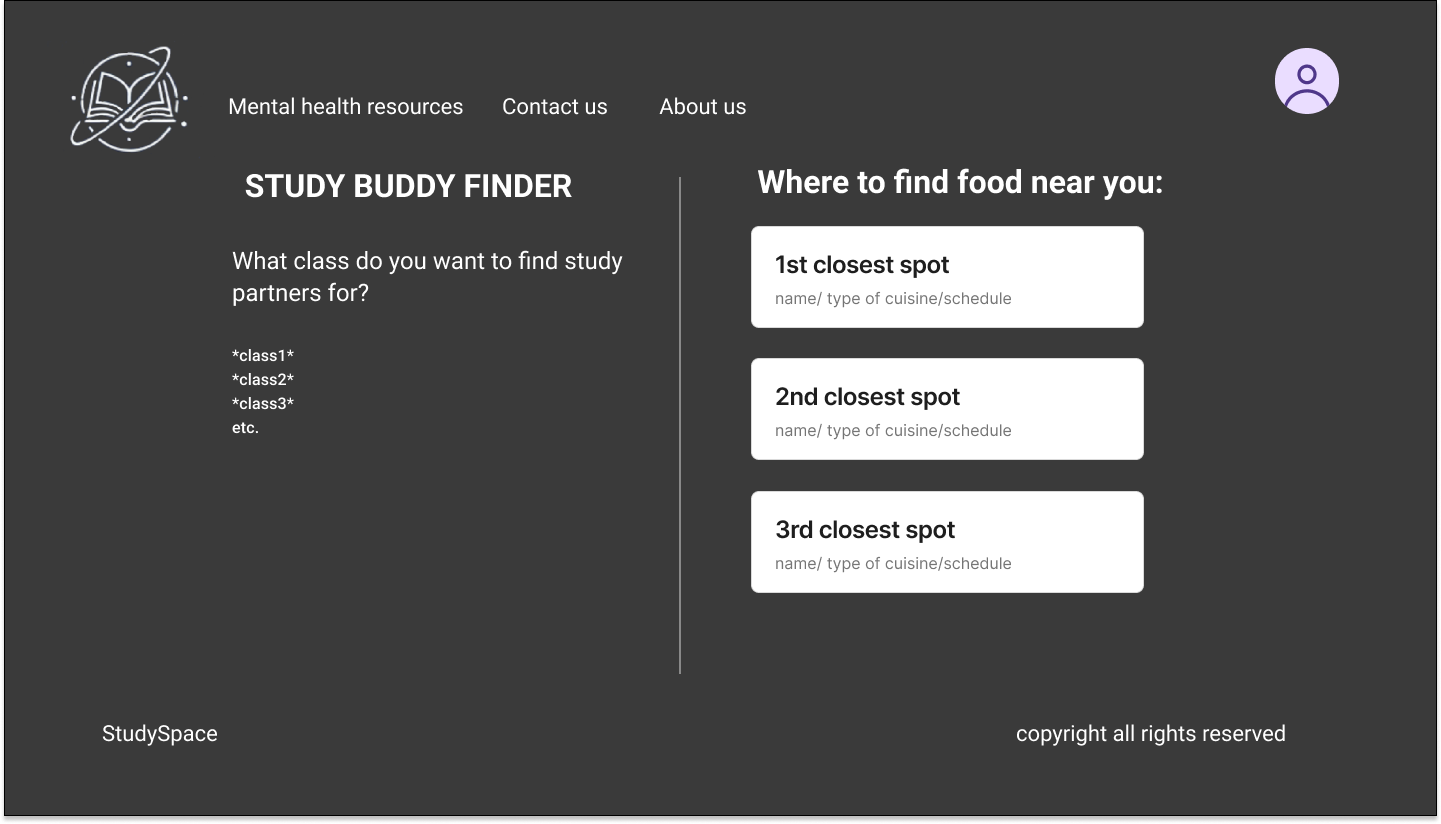 Mental health resources
Contact us
About us
STUDY BUDDY FINDER
What class do you want to find study
partners for?
*class1*
*class2*
*class3*
etc.
Where to find food near you:
1st closest spot
name/ type of cuisine/schedule
2nd closest spot
name/ type of cuisine/schedule
3rd closest spot
name/ type of cuisine/schedule
StudySpace
copyright all rights reserved